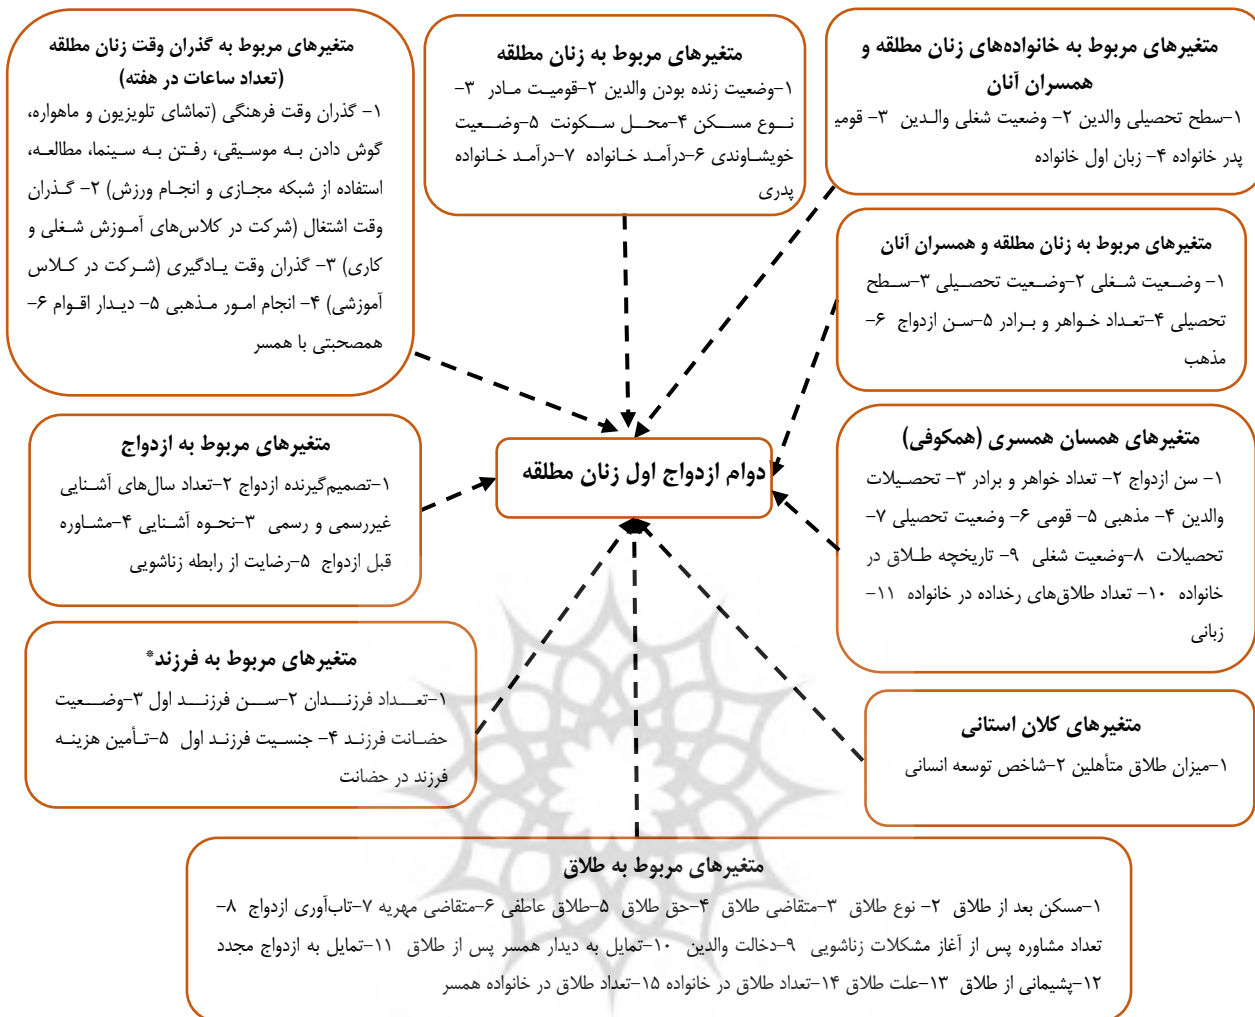 متغیرهای مربوط به خانواده‌های زنان مطلقه و
همسران آنان
۱-سطح تحصیلی والدین ۲- وضعیت شغلی والدین ۳- قومی
پدر خانواده ۴- زبان اول خانواده
متغیرهای مربوط به زنان مطلقه
۱-وضعیت زنده بودن والدین ۲-قومیت مادر ۳-
نوع مسکن ۴-محل سکونت ۵-وضعیت
خویشاوندی ۶-درآمد خانواده ۷-درآمد خانواده
پدری
متغیرهای مربوط به گذران وقت زنان مطلقه
(تعداد ساعات در هفته)
۱- گذران وقت فرهنگی (تماشای تلویزیون و ماهواره،
گوش دادن به موسیقی، رفتن به سینما، مطالعه،
استفاده از شبکه مجازی و انجام ورزش) ۲- گذران
وقت اشتغال (شرکت در کلاس‌های آموزش شغلی و
کاری) ۳- گذران وقت یادگیری (شرکت در کلاس
آموزشی) ۴- انجام امور مذهبی ۵- دیدار اقوام ۶-
همصحبتی با همسر
متغیرهای مربوط به زنان مطلقه و همسران آنان
۱- وضعیت شغلی ۲-وضعیت تحصیلی ۳-سطح
تحصیلی ۴-تعداد خواهر و برادر ۵-سن ازدواج ۶-
مذهب
متغیرهای همسان همسری (همکوفی)
۱- سن ازدواج ۲- تعداد خواهر و برادر ۳- تحصیلات
والدین ۴- مذهبی ۵- قومی ۶- وضعیت تحصیلی ۷-
تحصیلات ۸-وضعیت شغلی ۹- تاریخچه طلاق در
خانواده ۱۰- تعداد طلاق‌های رخداده در خانواده ۱۱-
زبانی
دوام ازدواج اول زنان مطلقه
متغیرهای مربوط به ازدواج
۱-تصمیم‌گیرنده ازدواج ۲-تعداد سال‌های آشنایی
غیررسمی و رسمی ۳-نحوه آشنایی ۴-مشاوره
قبل ازدواج ۵-رضایت از رابطه زناشویی
متغیرهای مربوط به فرزند*
۱-تعداد فرزندان ۲-سن فرزند اول ۳-وضعیت
حضانت فرزند ۴- جنسیت فرزند اول ۵-تأمین هزینه
فرزند در حضانت
متغیرهای کلان استانی
۱-میزان طلاق متأهلین ۲-شاخص توسعه انسانی
متغیرهای مربوط به طلاق
۱-مسکن بعد از طلاق ۲- نوع طلاق ۳-متقاضی طلاق ۴-حق طلاق ۵-طلاق عاطفی ۶-متقاضی مهریه ۷-تاب‌آوری ازدواج ۸-
تعداد مشاوره پس از آغاز مشکلات زناشویی ۹-دخالت والدین ۱۰-تمایل به دیدار همسر پس از طلاق ۱۱-تمایل به ازدواج مجدد
۱۲-پشیمانی از طلاق ۱۳-علت طلاق ۱۴-تعداد طلاق در خانواده ۱۵-تعداد طلاق در خانواده همسر